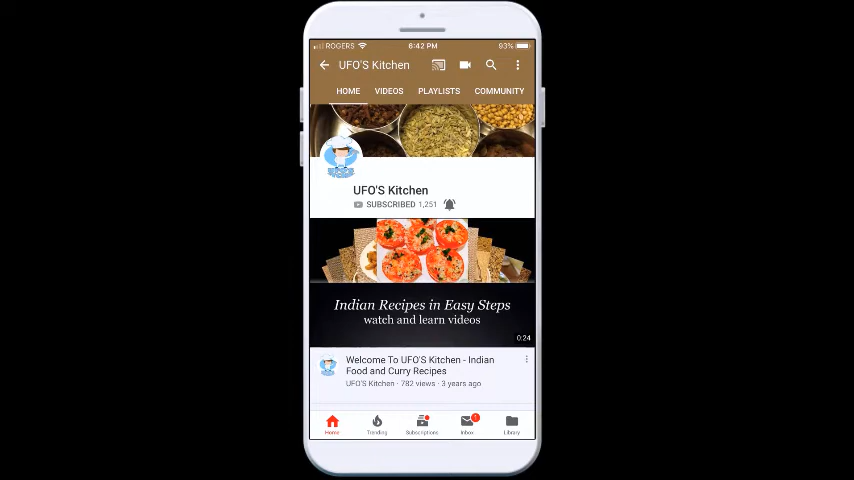 ROGERS 6:42 PM 93%
UFO'S Kitchen
HOME VIDEOS PLAYLISTS COMMUNITY
UFO'S Kitchen
SUBSCRIBED 1,251
Indian Recipes in Easy Steps
watch and learn videos
0:24
Welcome To UFO'S Kitchen - Indian
Food and Curry Recipes
UFO'S Kitchen · 782 views · 3 years ago
Home Trending Subscriptions Inbox Library